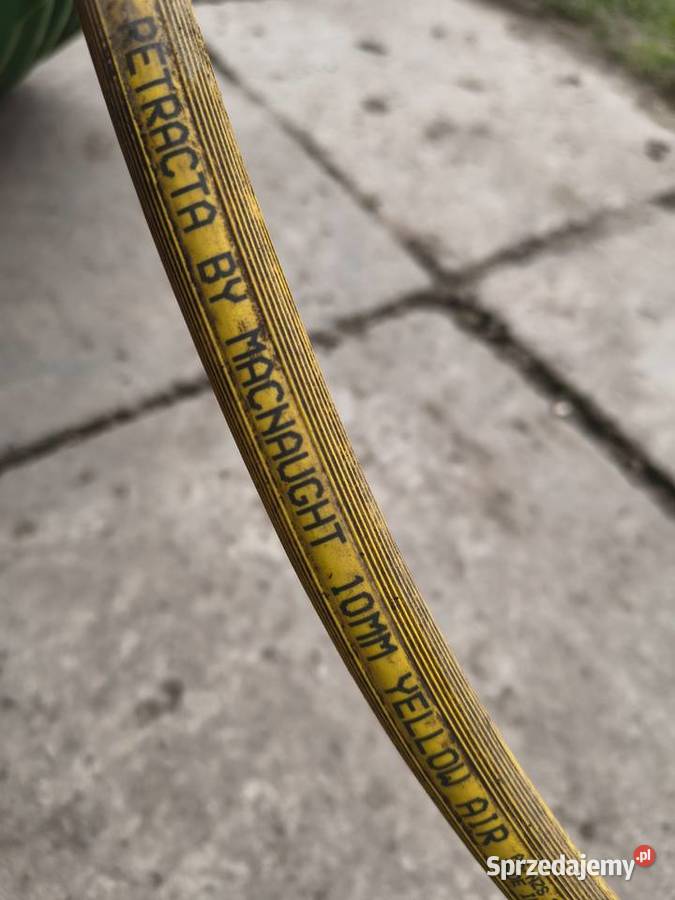 RETRACTA BY MACNAUGHT 10MM YELLOW AIR
Sprzedajemy.pl